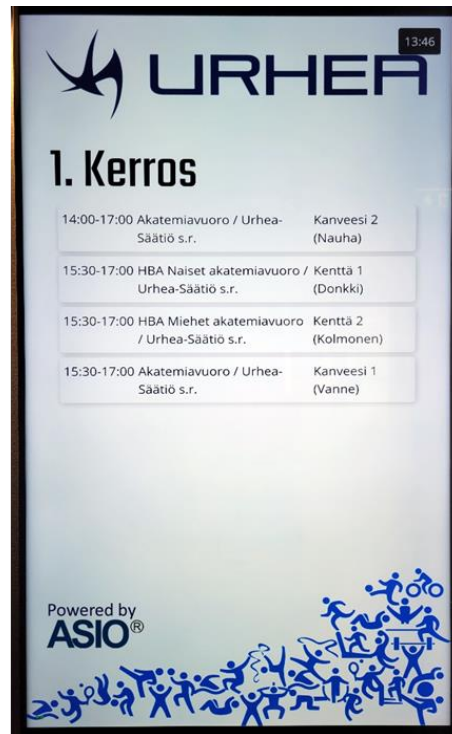 13:46
URHEA
1. Kerros
14:00-17:00 Akatemiavuoro / Urhea- Kanveesi 2
Säätiö s.r. (Nauha)
15:30-17:00 HBA Naiset akatemiavuoro / Kenttä 1
Urhea-Säätiö s.r. (Donkki)
15:30-17:00 HBA Miehet akatemiavuoro Kenttä 2
/ Urhea-Säätiö s.r. (Kolmonen)
15:30-17:00 Akatemiavuoro / Urhea- Kanveesi 1
Säätiö s.r. (Vanne)
Powered by
ASIO®